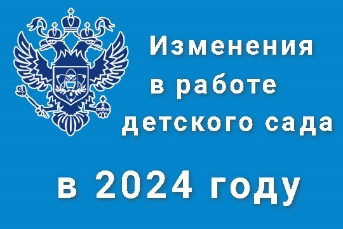 Изменения
в работе
детского сада
в 2024 году